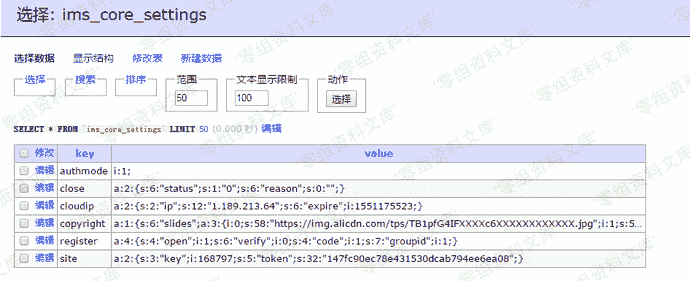 选择: ims_core_settings
选择数据 显示结构 修改表 新建数据
选择 搜索 排序 范围 文本显示限制 动作
50 100 选择
SELECT * FROM `ims_core_settings` LIMIT 50 (0.000 秒) 编辑
修改 key value
编辑 authmode i:1;
编辑 close a:2:{s:6:"status";s:1:"0";s:6:"reason";s:0:"";}
编辑 cloudip a:2:{s:2:"ip";s:12:"1.189.213.64";s:6:"expire";i:1551175523;}
编辑 copyright a:1:{s:6:"slides";a:3:{i:0;s:58:"https://img.alicdn.com/tps/TB1pfG4IFXXXXc6XXXXXXXXXXXX.jpg";i:1;s:5...
编辑 register a:4:{s:4:"open";i:1;s:6:"verify";i:0;s:4:"code";i:1;s:7:"groupid";i:1;}
编辑 site a:2:{s:3:"key";i:168797;s:5:"token";s:32:"147fc90ec78e431530dcab794ee6ea08";}
零组资料文库